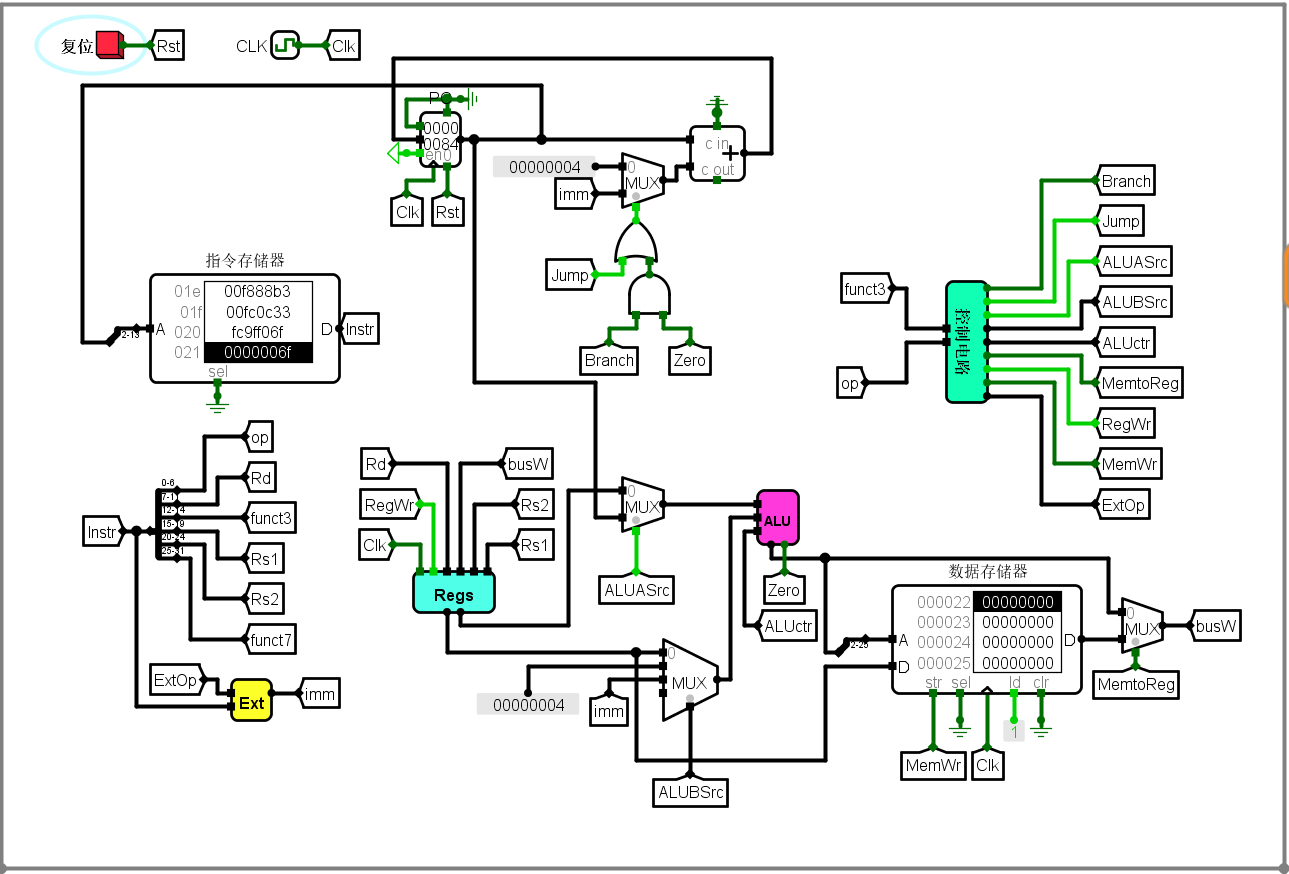 复位
Rst
CLK
Clk
PC
0000
0084
en0
Clk
Rst
00000004
imm
0
MUX
c in
+
c out
Jump
Branch
Zero
Branch
Jump
ALUASrc
ALUBSrc
ALUctr
MemtoReg
RegWr
MemWr
ExtOp
funct3
op
控制电路
指令存储器
01e 00f888b3
01f 00fc0c33
020 fc9ff06f
021 0000006f
A
D
sel
Instr
2-13
Instr
0-6
7-11
12-14
15-19
20-24
25-31
op
Rd
funct3
Rs1
Rs2
funct7
ExtOp
Ext
imm
Rd
RegWr
Clk
busW
Rs2
Rs1
Regs
0
MUX
ALUASrc
ALU
Zero
ALUctr
00000004
imm
0
MUX
ALUBSrc
数据存储器
000022 00000000
000023 00000000
000024 00000000
000025 00000000
2-25
A
D
D
str sel ld clr
1
MemWr
Clk
0
MUX
busW
MemtoReg